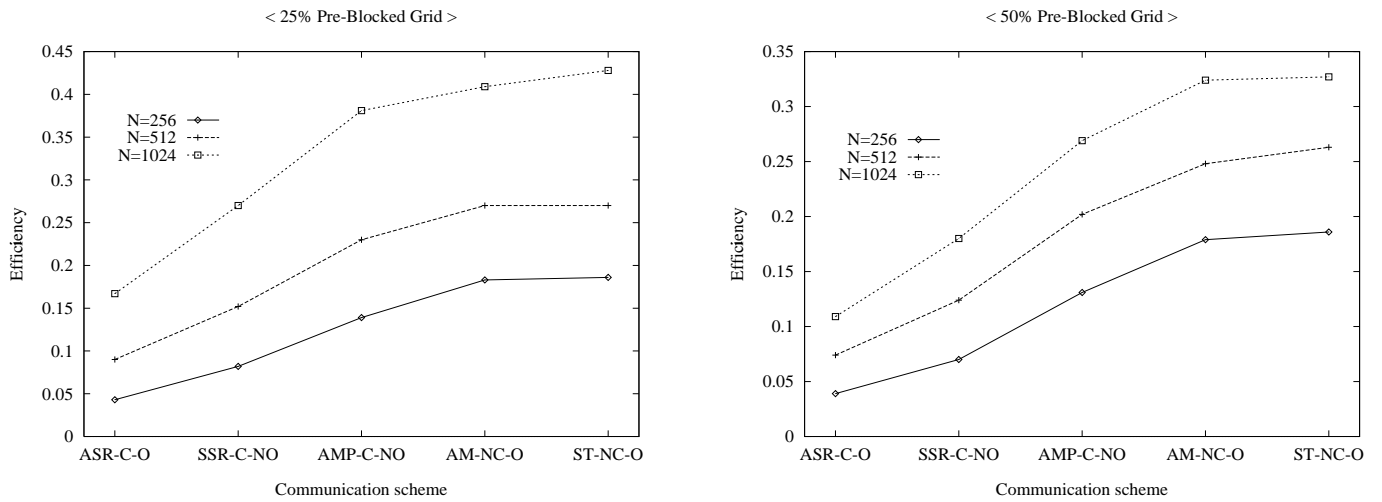 < 25% Pre-Blocked Grid >
0.45
0.4
0.35
0.3
0.25
0.2
0.15
0.1
0.05
0
Efficiency
N=256
N=512
N=1024
ASR-C-O SSR-C-NO AMP-C-NO AM-NC-O ST-NC-O
Communication scheme
< 50% Pre-Blocked Grid >
0.35
0.3
0.25
0.2
0.15
0.1
0.05
0
Efficiency
N=256
N=512
N=1024
ASR-C-O SSR-C-NO AMP-C-NO AM-NC-O ST-NC-O
Communication scheme